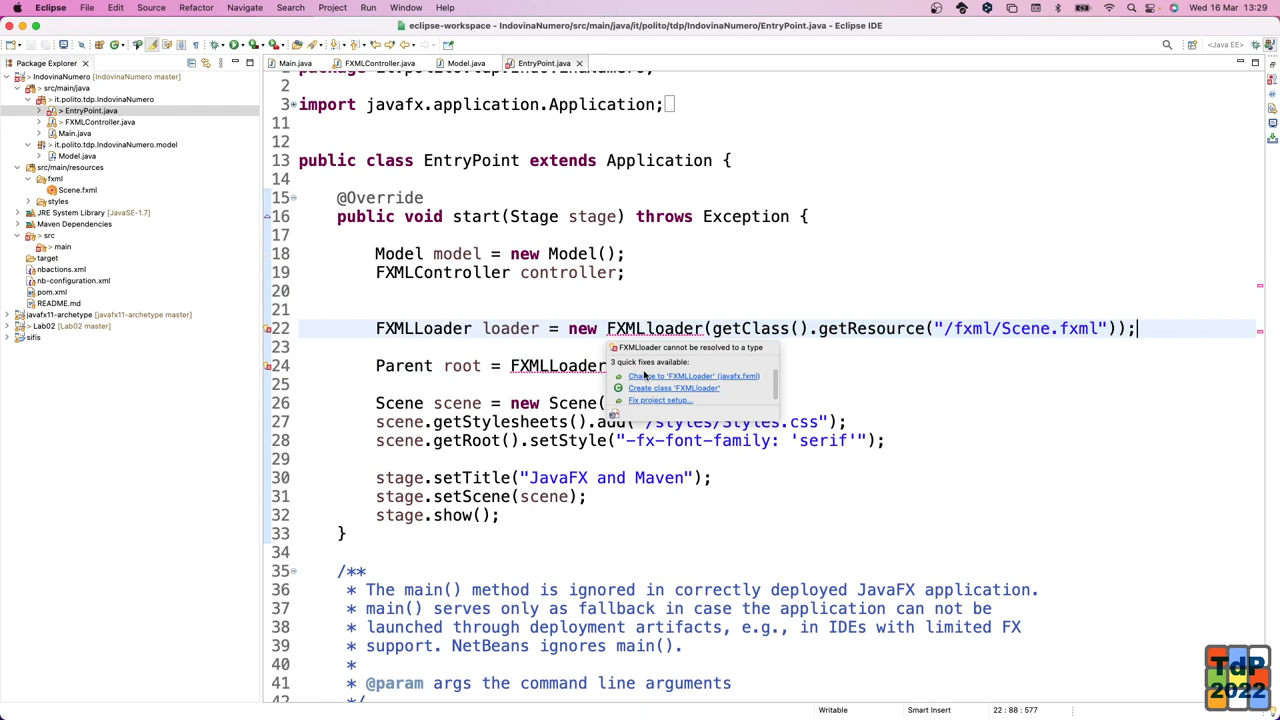 Eclipse File Edit Source Refactor Navigate Search Project Run Window Help
Wed 16 Mar 13:29
eclipse-workspace - IndovinaNumero/src/main/java/it/polito/tdp/IndovinaNumero/EntryPoint.java - Eclipse IDE
<Java EE>
Package Explorer
Main.java
FXMLController.java
Model.java
EntryPoint.java
> IndovinaNumero [IndovinaNumero master]
> src/main/java
> it.polito.tdp.IndovinaNumero
> EntryPoint.java
> FXMLController.java
> Main.java
> it.polito.tdp.IndovinaNumero.model
> Model.java
src/main/resources
fxml
Scene.fxml
> styles
JRE System Library [JavaSE-1.7]
Maven Dependencies
> src
> main
target
nbactions.xml
nb-configuration.xml
pom.xml
README.md
> javafx11-archetype [javafx11-archetype master]
> Lab02 [Lab02 master]
sifis
2
3 import javafx.application.Application;
11
12
13 public class EntryPoint extends Application {
14
15 @Override
16 public void start(Stage stage) throws Exception {
17
18 Model model = new Model();
19 FXMLController controller;
20
21
22 FXMLLoader loader = new FXMLloader(getClass().getResource("/fxml/Scene.fxml"));
23
24 Parent root = FXMLLoader
25
26 Scene scene = new Scene(
27 scene.getStylesheets().add("/styles/Styles.css");
28 scene.getRoot().setStyle("-fx-font-family: 'serif'");
29
30 stage.setTitle("JavaFX and Maven");
31 stage.setScene(scene);
32 stage.show();
33 }
34
35 /**
36 * The main() method is ignored in correctly deployed JavaFX application.
37 * main() serves only as fallback in case the application can not be
38 * launched through deployment artifacts, e.g., in IDEs with limited FX
39 * support. NetBeans ignores main().
40 *
41 * @param args the command line arguments
42 */
FXMLloader cannot be resolved to a type
3 quick fixes available:
Change to 'FXMLLoader' (javafx.fxml)
Create class 'FXMLloader'
Fix project setup...
Writable
Smart Insert
22 : 88 : 577
TdP
2022